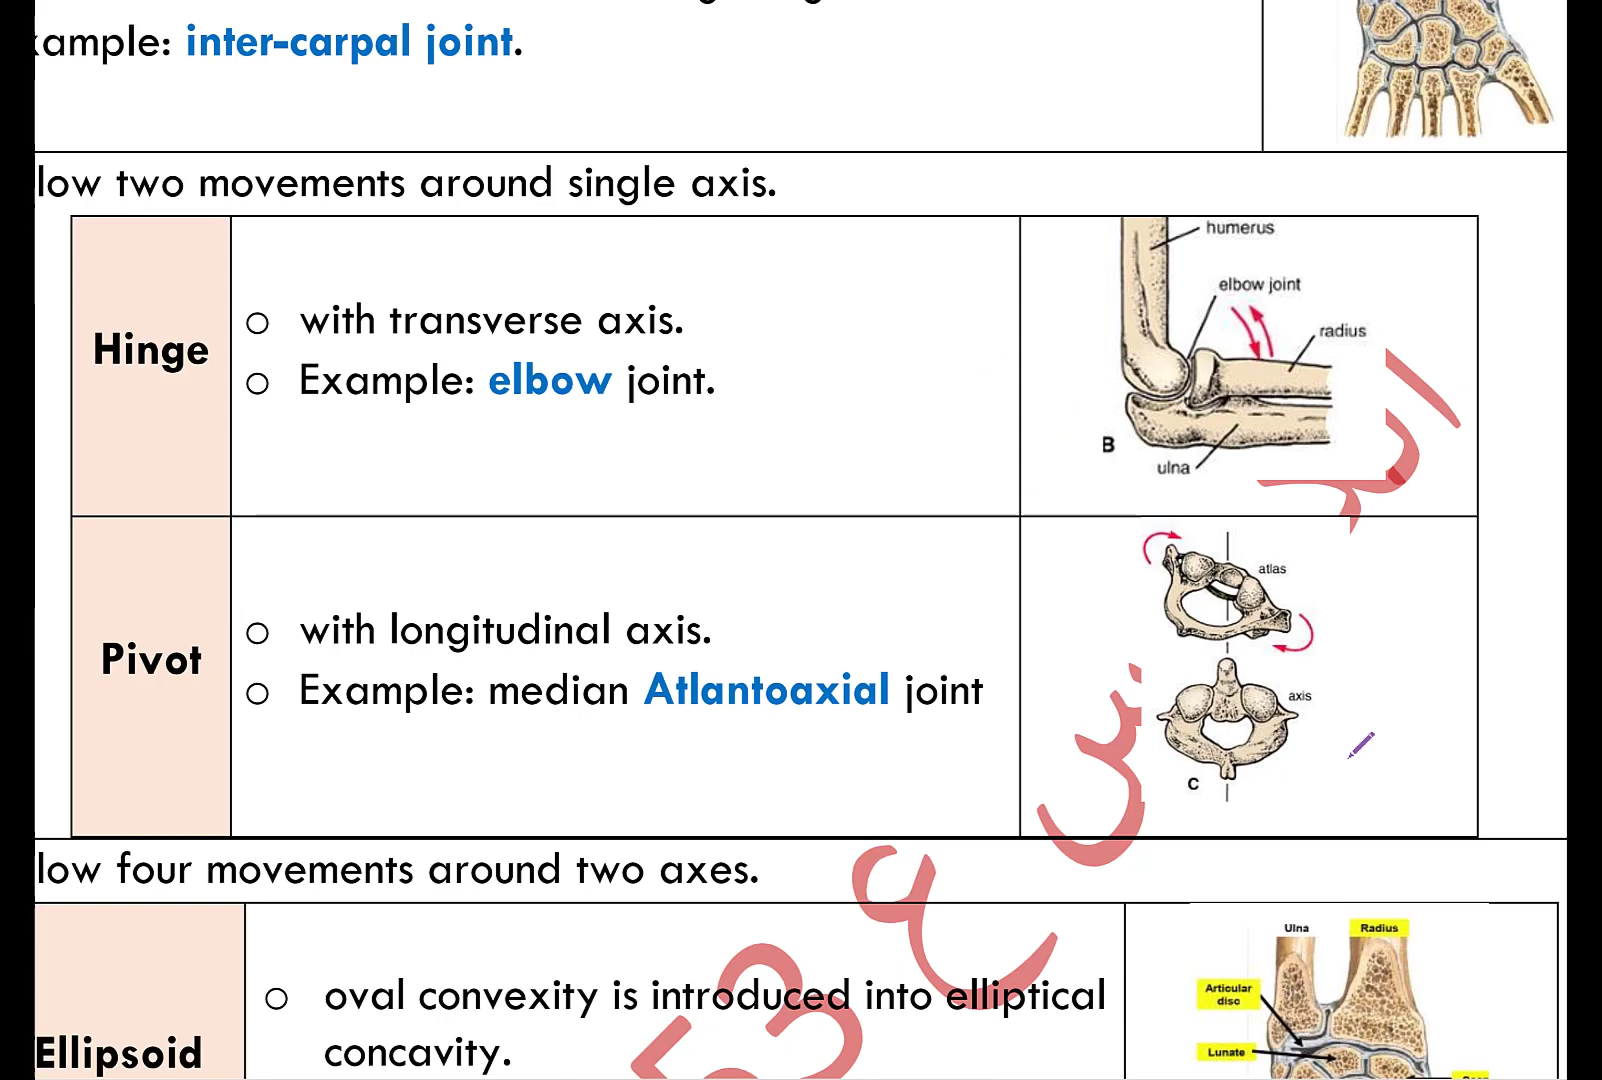 ample: inter-carpal joint.
low two movements around single axis.
Hinge
o with transverse axis.
o Example: elbow joint.
humerus
elbow joint
radius
B
ulna
Pivot
o with longitudinal axis.
o Example: median Atlantoaxial joint
atlas
axis
C
low four movements around two axes.
Ellipsoid
o oval convexity is introduced into elliptical
concavity.
Ulna
Radius
Articular
disc
Lunate